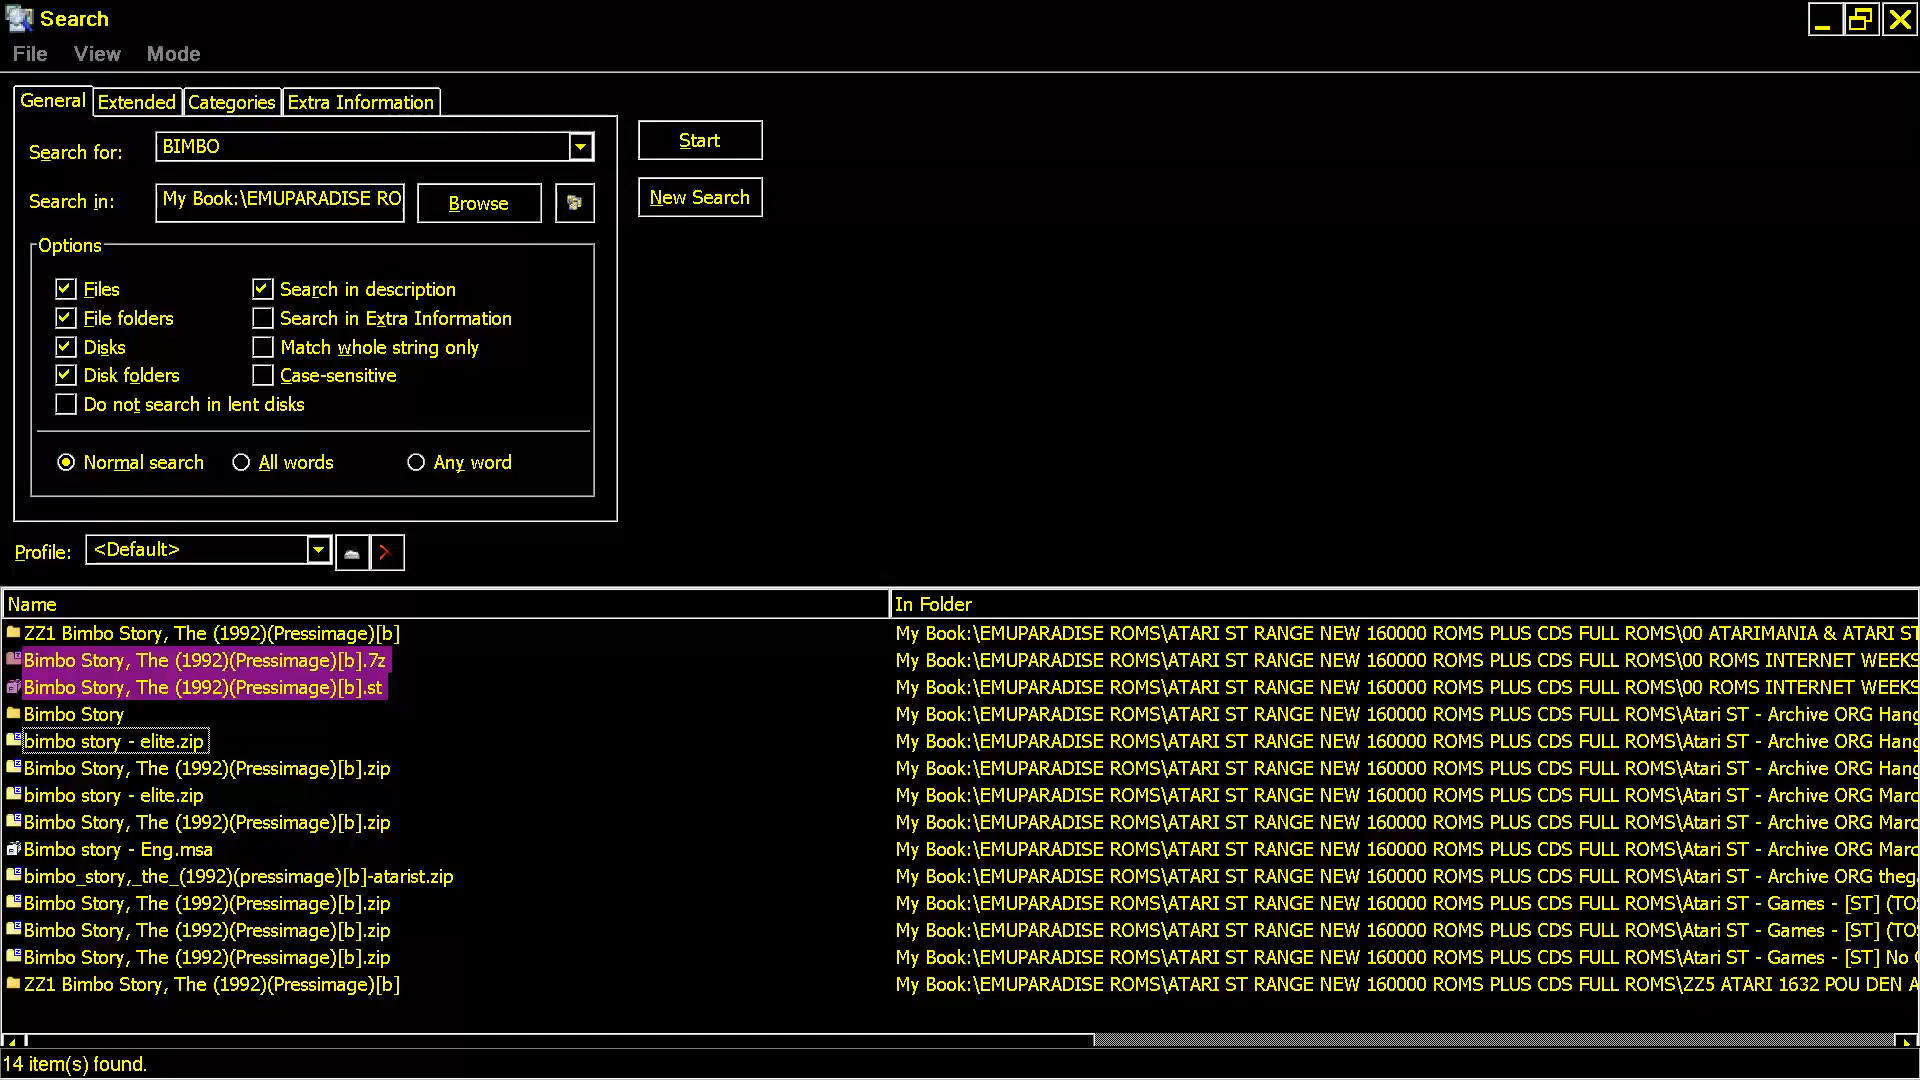 Search
File View Mode
General Extended Categories Extra Information
Search for: BIMBO Start
Search in: My Book:\EMUPARADISE RO Browse New Search
Options
Files Search in description
File folders Search in Extra Information
Disks Match whole string only
Disk folders Case-sensitive
Do not search in lent disks
Normal search All words Any word
Profile: <Default>
Name In Folder
ZZ1 Bimbo Story, The (1992)(Pressimage)[b] My Book:\EMUPARADISE ROMS\ATARI ST RANGE NEW 160000 ROMS PLUS CDS FULL ROMS\00 ATARIMANIA & ATARI ST
Bimbo Story, The (1992)(Pressimage)[b].7z My Book:\EMUPARADISE ROMS\ATARI ST RANGE NEW 160000 ROMS PLUS CDS FULL ROMS\00 ROMS INTERNET WEEKS
Bimbo Story, The (1992)(Pressimage)[b].st My Book:\EMUPARADISE ROMS\ATARI ST RANGE NEW 160000 ROMS PLUS CDS FULL ROMS\00 ROMS INTERNET WEEKS
Bimbo Story My Book:\EMUPARADISE ROMS\ATARI ST RANGE NEW 160000 ROMS PLUS CDS FULL ROMS\Atari ST - Archive ORG Hang
bimbo story - elite.zip My Book:\EMUPARADISE ROMS\ATARI ST RANGE NEW 160000 ROMS PLUS CDS FULL ROMS\Atari ST - Archive ORG Hang
Bimbo Story, The (1992)(Pressimage)[b].zip My Book:\EMUPARADISE ROMS\ATARI ST RANGE NEW 160000 ROMS PLUS CDS FULL ROMS\Atari ST - Archive ORG Hang
bimbo story - elite.zip My Book:\EMUPARADISE ROMS\ATARI ST RANGE NEW 160000 ROMS PLUS CDS FULL ROMS\Atari ST - Archive ORG Marc
Bimbo Story, The (1992)(Pressimage)[b].zip My Book:\EMUPARADISE ROMS\ATARI ST RANGE NEW 160000 ROMS PLUS CDS FULL ROMS\Atari ST - Archive ORG Marc
Bimbo story - Eng.msa My Book:\EMUPARADISE ROMS\ATARI ST RANGE NEW 160000 ROMS PLUS CDS FULL ROMS\Atari ST - Archive ORG Marc
bimbo_story,_the_(1992)(pressimage)[b]-atarist.zip My Book:\EMUPARADISE ROMS\ATARI ST RANGE NEW 160000 ROMS PLUS CDS FULL ROMS\Atari ST - Archive ORG theg
Bimbo Story, The (1992)(Pressimage)[b].zip My Book:\EMUPARADISE ROMS\ATARI ST RANGE NEW 160000 ROMS PLUS CDS FULL ROMS\Atari ST - Games - [ST] (TO
Bimbo Story, The (1992)(Pressimage)[b].zip My Book:\EMUPARADISE ROMS\ATARI ST RANGE NEW 160000 ROMS PLUS CDS FULL ROMS\Atari ST - Games - [ST] (TO
Bimbo Story, The (1992)(Pressimage)[b].zip My Book:\EMUPARADISE ROMS\ATARI ST RANGE NEW 160000 ROMS PLUS CDS FULL ROMS\Atari ST - Games - [ST] No
ZZ1 Bimbo Story, The (1992)(Pressimage)[b] My Book:\EMUPARADISE ROMS\ATARI ST RANGE NEW 160000 ROMS PLUS CDS FULL ROMS\ZZ5 ATARI 1632 POU DEN A
14 item(s) found.